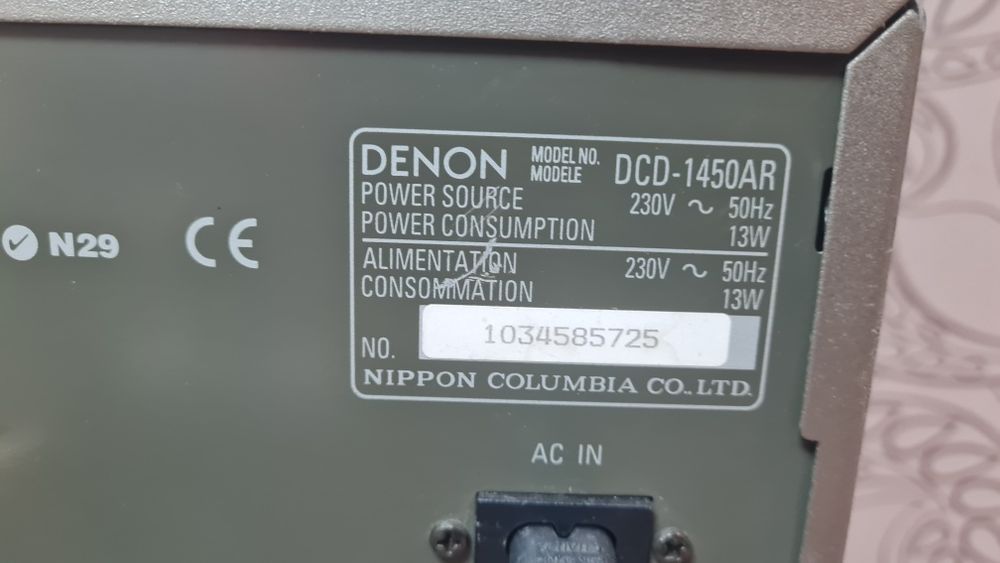 DENON MODEL NO. MODELE DCD-1450AR
POWER SOURCE 230V ~ 50Hz
POWER CONSUMPTION 13W
ALIMENTATION 230V ~ 50Hz
CONSOMMATION 13W
NO. 1034585725
NIPPON COLUMBIA CO.,LTD.
N29 CE
AC IN